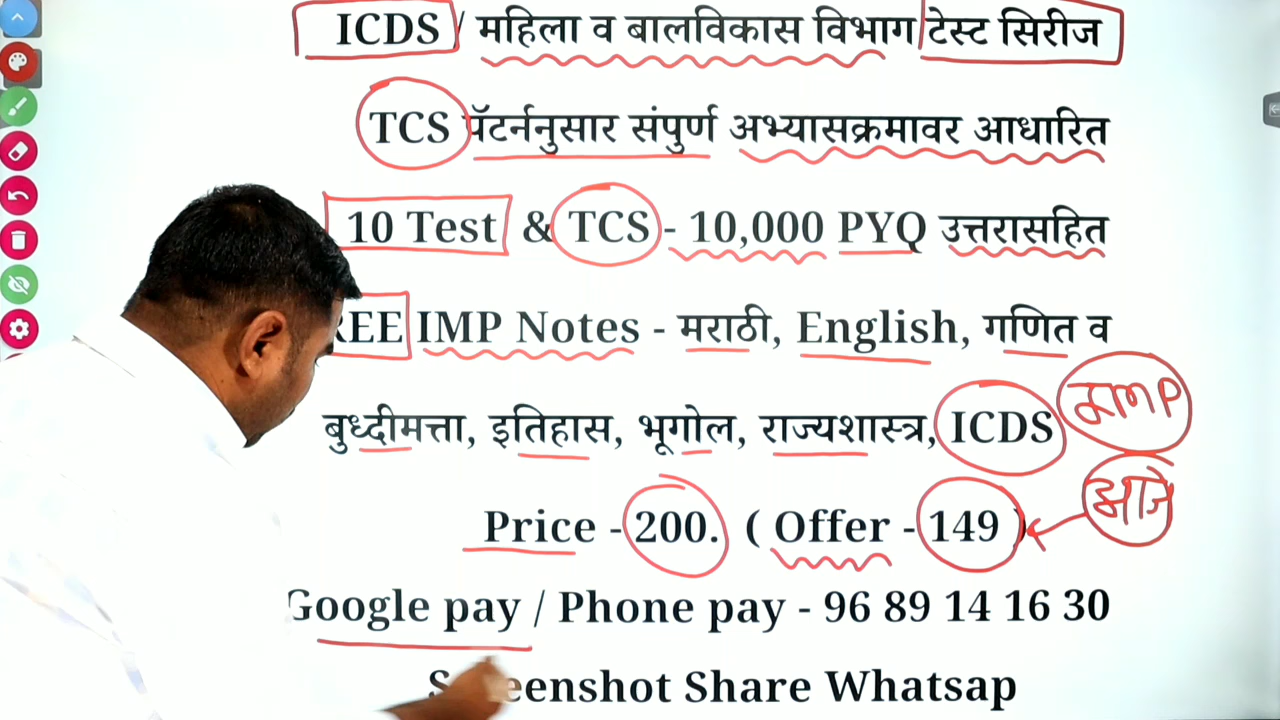 ICDS / महिला व बालविकास विभाग टेस्ट सिरीज
TCS पॅटर्ननुसार संपुर्ण अभ्यासक्रमावर आधारित
10 Test & TCS - 10,000 PYQ उत्तरासहित
REE IMP Notes - मराठी, English, गणित व
बुध्दीमत्ता, इतिहास, भूगोल, राज्यशास्त्र, ICDS
Price - 200. ( Offer - 149 )
Google pay / Phone pay - 96 89 14 16 30
Share Whatsap